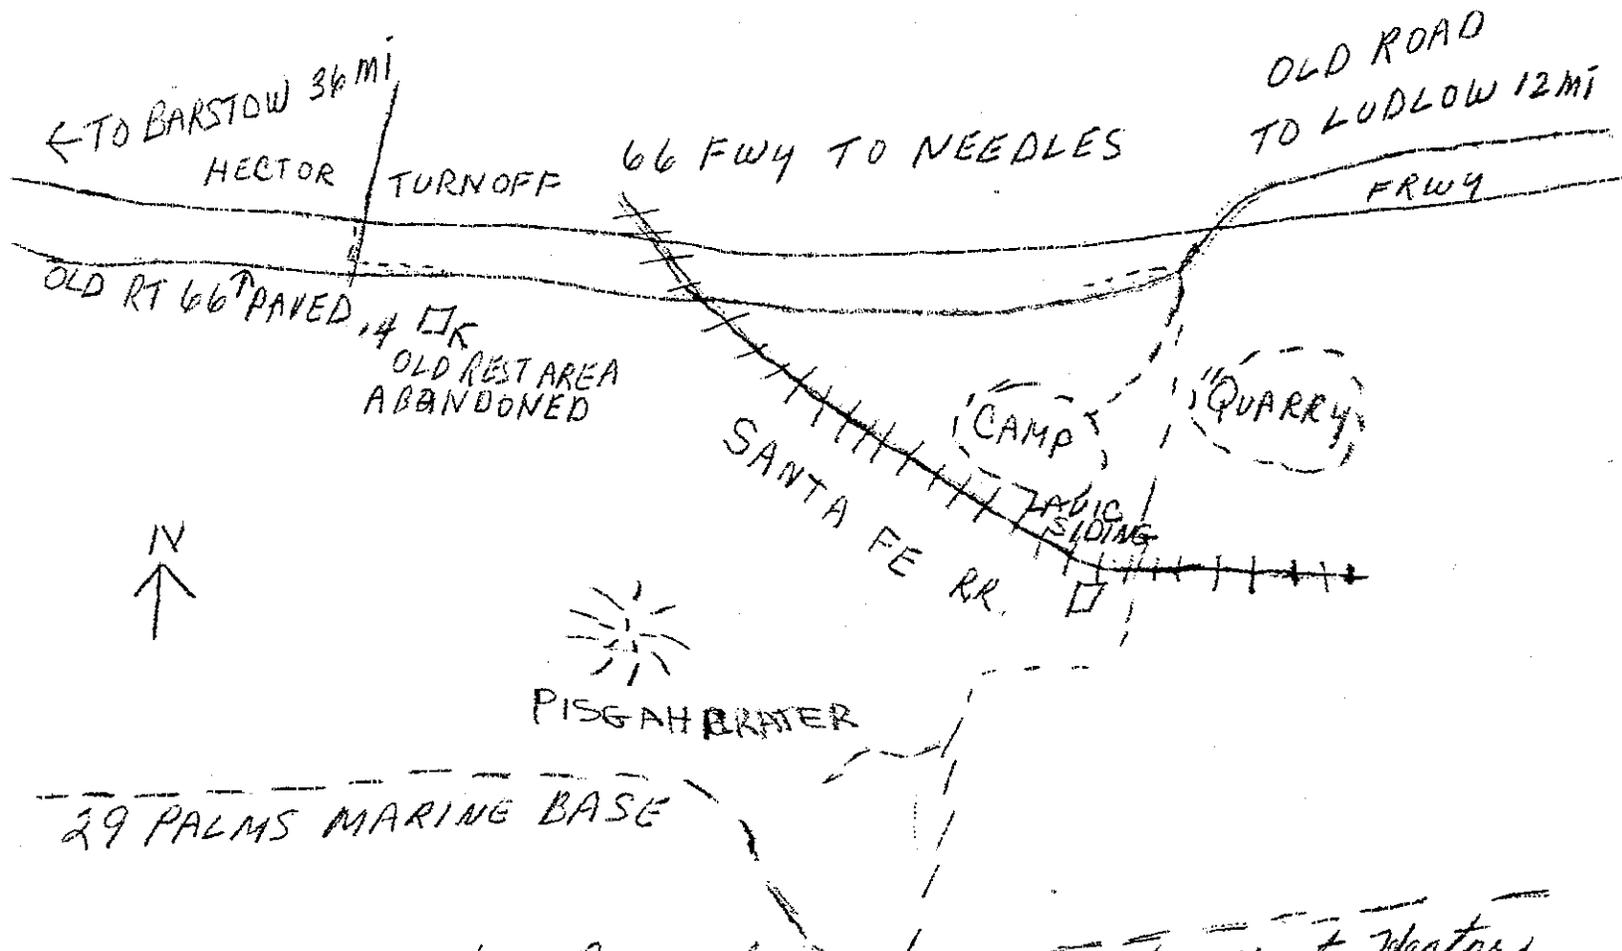 ←TO BARSTOW 36 mi
OLD ROAD
TO LUDLOW 12 mi
66 FWY TO NEEDLES
HECTOR TURNOFF
FRWY
OLD RT 66 ↑ PAVED .4
OLD REST AREA
ABANDONED
"QUARRY
"CAMP
SANTA FE RR.
LAVIC
SIDING
N
PISGAH CRATER
29 PALMS MARINE BASE